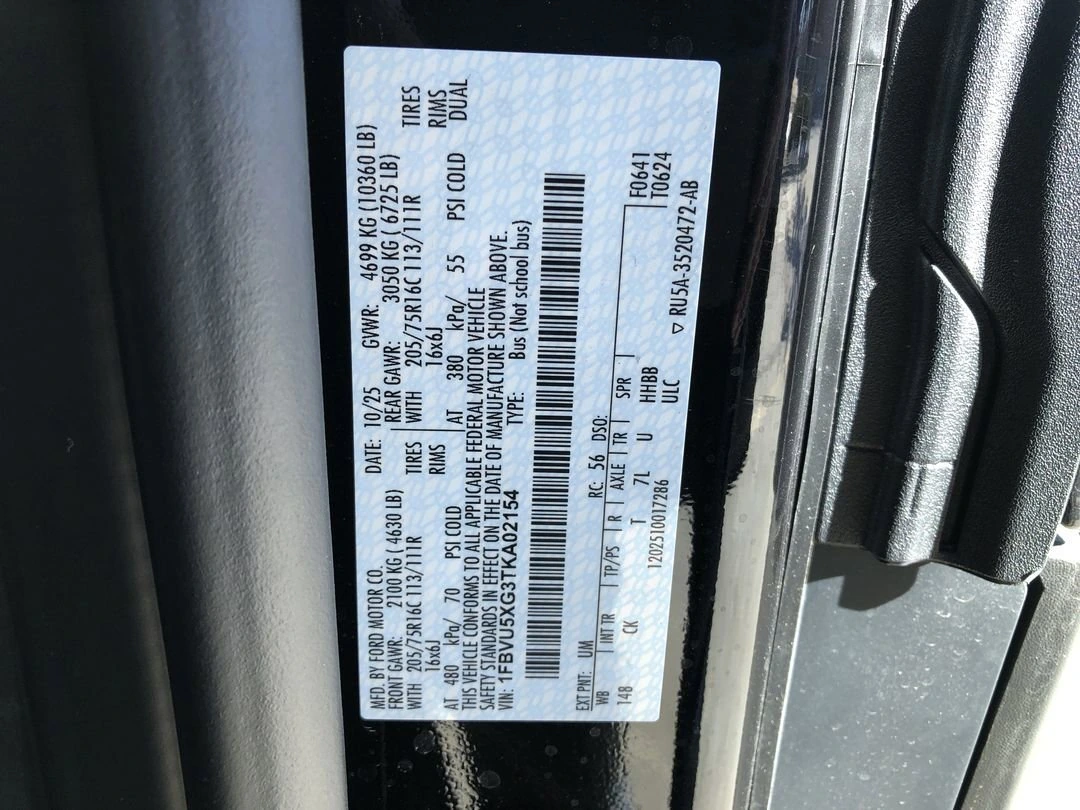 MFD. BY FORD MOTOR CO. DATE: 10/25 GVWR: 4699 KG (10360 LB)
FRONT GAWR: 2100 KG ( 4630 LB) REAR GAWR: 3050 KG ( 6725 LB)
WITH 205/75R16C 113/111R TIRES WITH 205/75R16C 113/111R TIRES
16x6J RIMS 16x6J RIMS
AT 480 kPa/ 70 PSI COLD AT 380 kPa/ 55 PSI COLD DUAL
THIS VEHICLE CONFORMS TO ALL APPLICABLE FEDERAL MOTOR VEHICLE
SAFETY STANDARDS IN EFFECT ON THE DATE OF MANUFACTURE SHOWN ABOVE.
VIN: 1FBVU5XG3TKA02154 TYPE: Bus (Not school bus)
EXT PNT: UM RC: 56 DSO:
WB INT TR TP/PS R AXLE TR SPR F0641
148 CK T 7L U HHBB T0624
1202510017286 ULC
RU5A-3520472-AB